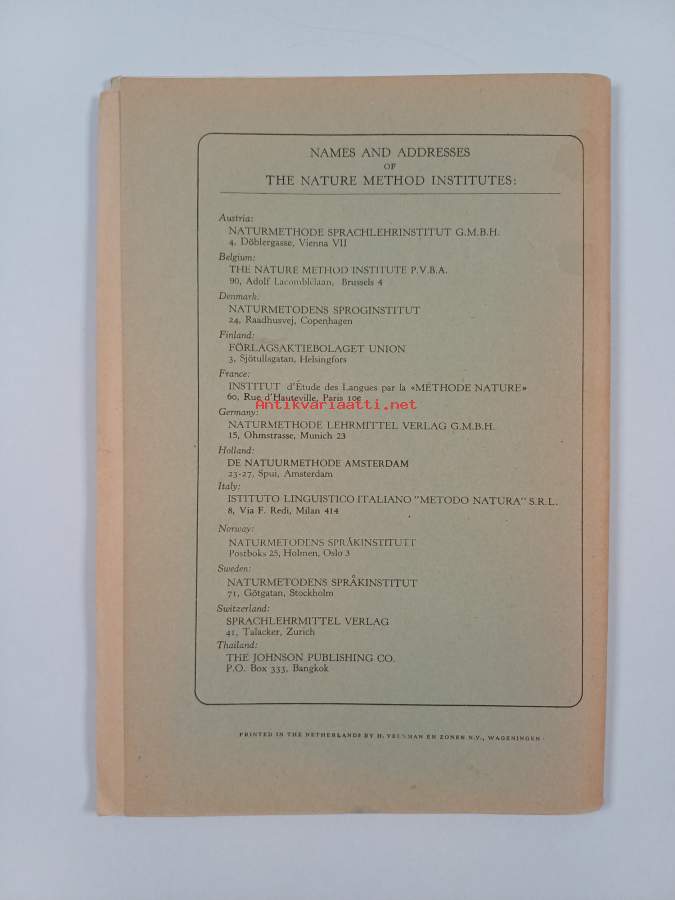 NAMES AND ADDRESSES
OF
THE NATURE METHOD INSTITUTES:
Austria:
NATURMETHODE SPRACHLEHRINSTITUT G.M.B.H.
4, Döblergasse, Vienna VII
Belgium:
THE NATURE METHOD INSTITUTE P.V.B.A.
90, Adolf Lacomblélaan, Brussels 4
Denmark:
NATURMETODENS SPROGINSTITUT
24, Raadhusvej, Copenhagen
Finland:
FÖRLAGSAKTIEBOLAGET UNION
3, Sjötullsgatan, Helsingfors
France:
INSTITUT d'Étude des Langues par la «MÉTHODE NATURE»
60, Rue d'Hauteville, Paris 10e
Antikvariaatti.net
Germany:
NATURMETHODE LEHRMITTEL VERLAG G.M.B.H.
15, Ohmstrasse, Munich 23
Holland:
DE NATUURMETHODE AMSTERDAM
23-27, Spui, Amsterdam
Italy:
ISTITUTO LINGUISTICO ITALIANO "METODO NATURA" S.R.L.
8, Via F. Redi, Milan 414
Norway:
NATURMETODENS SPRÅKINSTITUTT
Postboks 25, Holmen, Oslo 3
Sweden:
NATURMETODENS SPRÅKINSTITUT
71, Götgatan, Stockholm
Switzerland:
SPRACHLEHRMITTEL VERLAG
41, Talacker, Zurich
Thailand:
THE JOHNSON PUBLISHING CO.
P.O. Box 333, Bangkok
PRINTED IN THE NETHERLANDS BY H. VEENMAN EN ZONEN N.V., WAGENINGEN